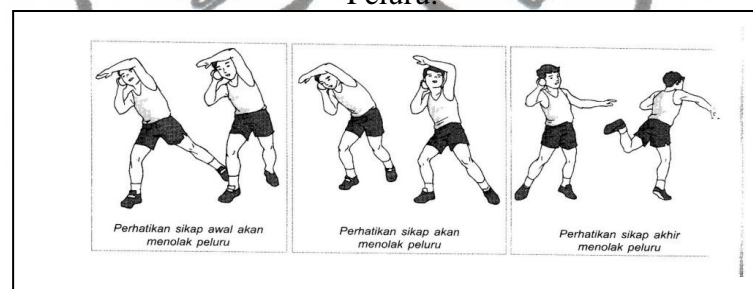 Peluru.
Perhatikan sikap awal akan
menolak peluru
Perhatikan sikap akan
menolak peluru
Perhatikan sikap akhir
menolak peluru